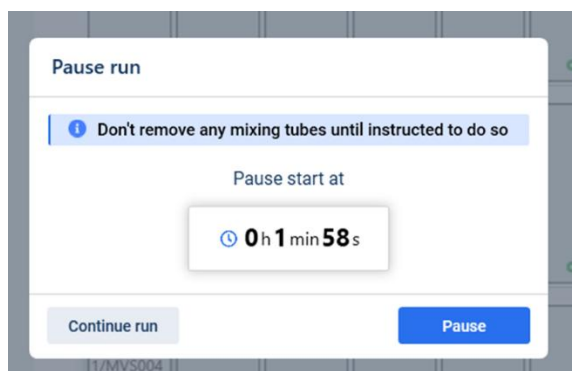 Pause run
Don't remove any mixing tubes until instructed to do so
Pause start at
0 h 1 min 58 s
Continue run
Pause
1/MVS004